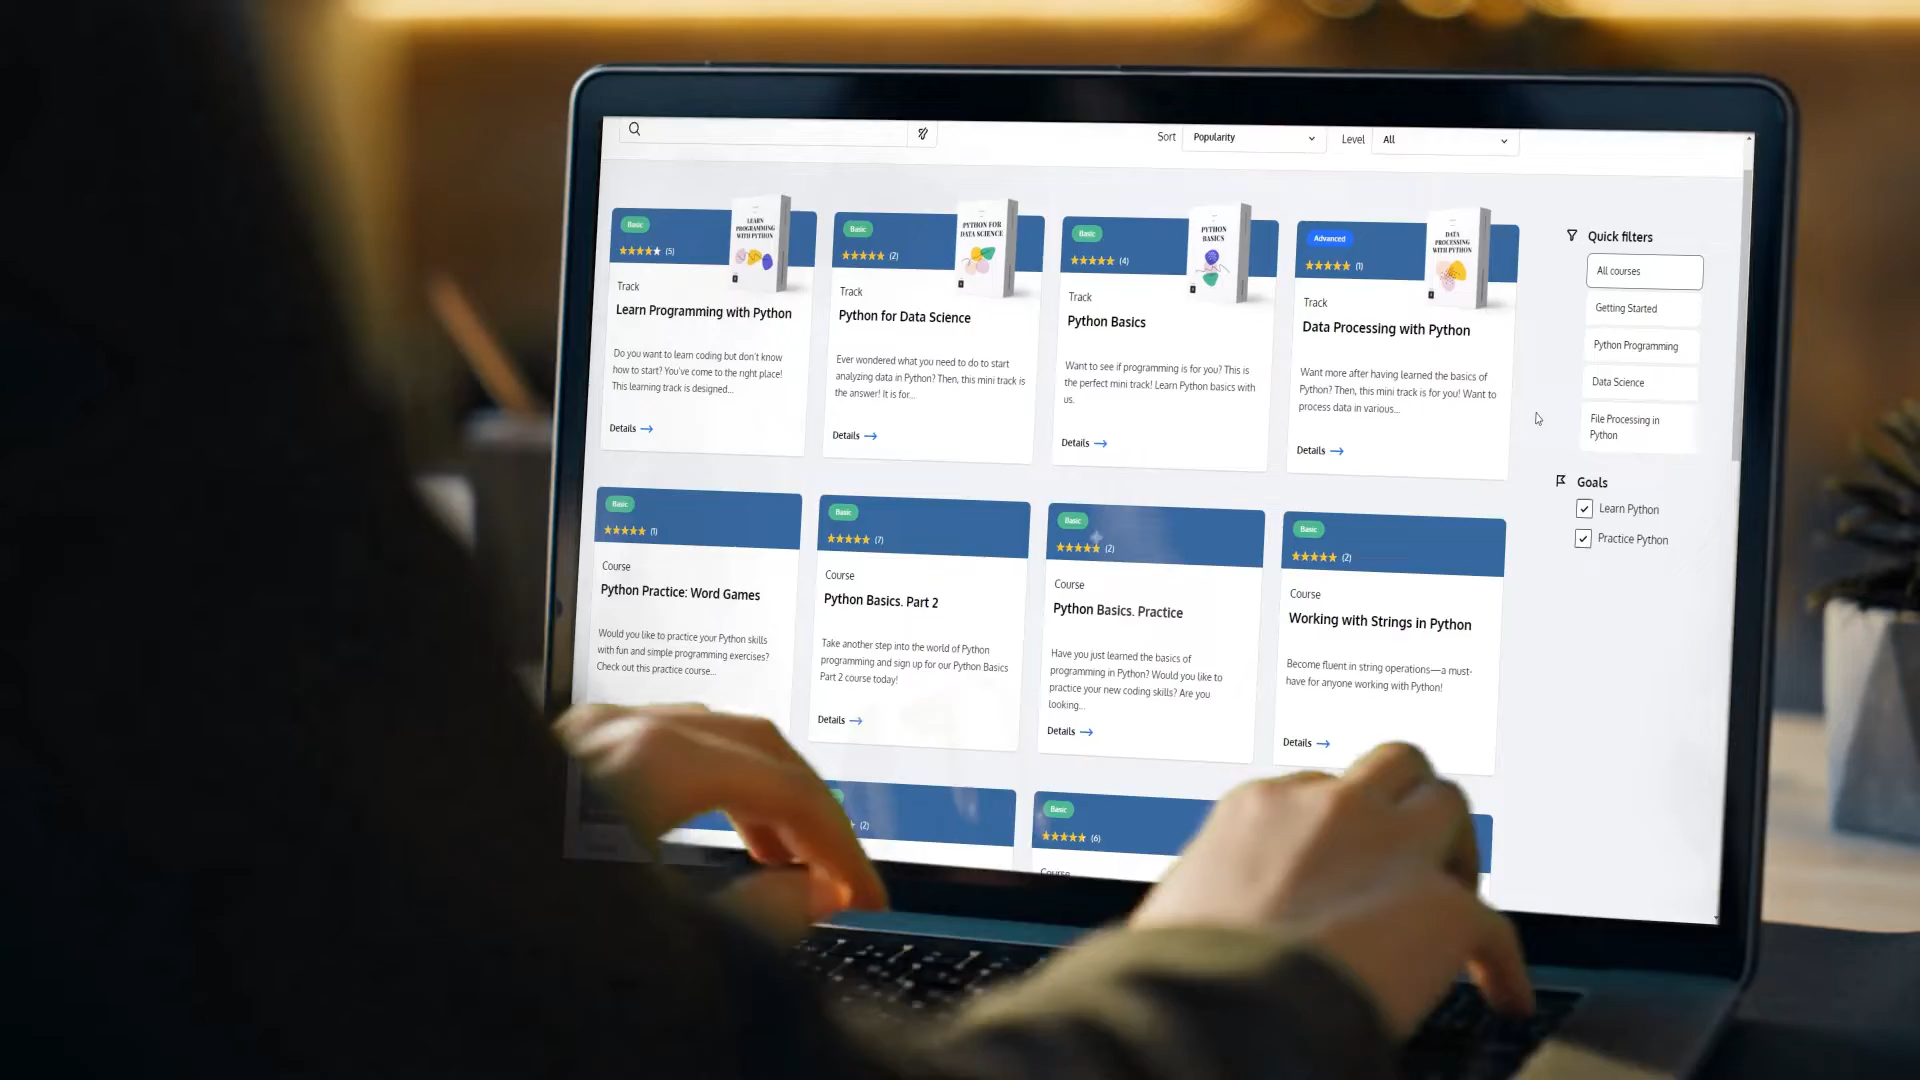 Sort
Popularity
Level
All
Basic
(5)
LEARN
PROGRAMMING
WITH PYTHON
Track
Learn Programming with Python
Do you want to learn coding but don't know
how to start? You've come to the right place!
This learning track is designed...
Details
Basic
(2)
PYTHON FOR
DATA SCIENCE
Track
Python for Data Science
Ever wondered what you need to do to start
analyzing data in Python? Then, this mini track is
the answer! It is for...
Details
Basic
(4)
PYTHON
BASICS
Track
Python Basics
Want to see if programming is for you? This is
the perfect mini track! Learn Python basics with
us.
Details
Advanced
(1)
DATA
PROCESSING
WITH PYTHON
Track
Data Processing with Python
Want more after having learned the basics of
Python? Then, this mini track is for you! Want to
process data in various...
Details
Quick filters
All courses
Getting Started
Python Programming
Data Science
File Processing in
Python
Goals
Learn Python
Practice Python
Basic
(1)
Course
Python Practice: Word Games
Would you like to practice your Python skills
with fun and simple programming exercises?
Check out this practice course...
Basic
(7)
Course
Python Basics. Part 2
Take another step into the world of Python
programming and sign up for our Python Basics
Part 2 course today!
Details
Basic
(2)
Course
Python Basics. Practice
Have you just learned the basics of
programming in Python? Would you like to
practice your new coding skills? Are you
looking...
Details
Basic
(2)
Course
Working with Strings in Python
Become fluent in string operations—a must-
have for anyone working with Python!
Details
(2)
Basic
(6)
Course